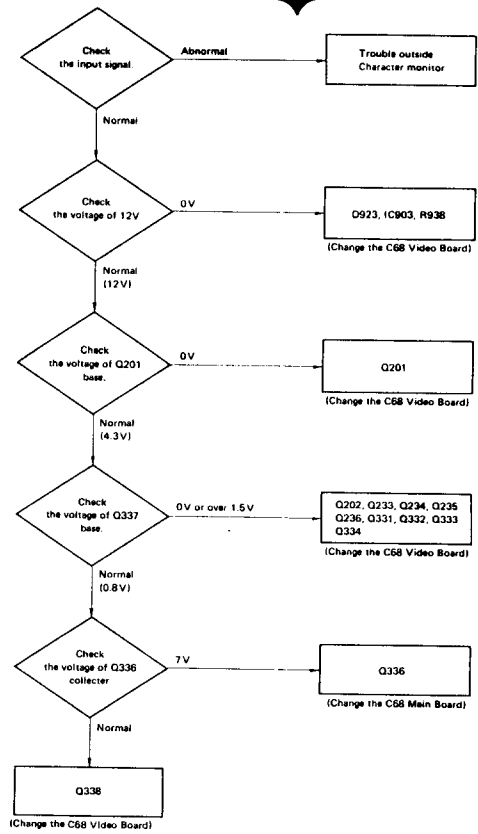 Check
the input signal.
Abnormal
Trouble outside
Character monitor
Normal
Check
the voltage of 12V
0V
D923, IC903, R938
(Change the C68 Video Board)
Normal
(12V)
Check
the voltage of Q201
base.
0V
Q201
(Change the C68 Video Board)
Normal
(4.3V)
Check
the voltage of Q337
base.
0V or over 1.5V
Q202, Q233, Q234, Q235
Q236, Q331, Q332, Q333
Q334
(Change the C68 Video Board)
Normal
(0.8V)
Check
the voltage of Q336
collecter
7V
Q336
(Change the C68 Main Board)
Normal
Q338
(Change the C68 Video Board)